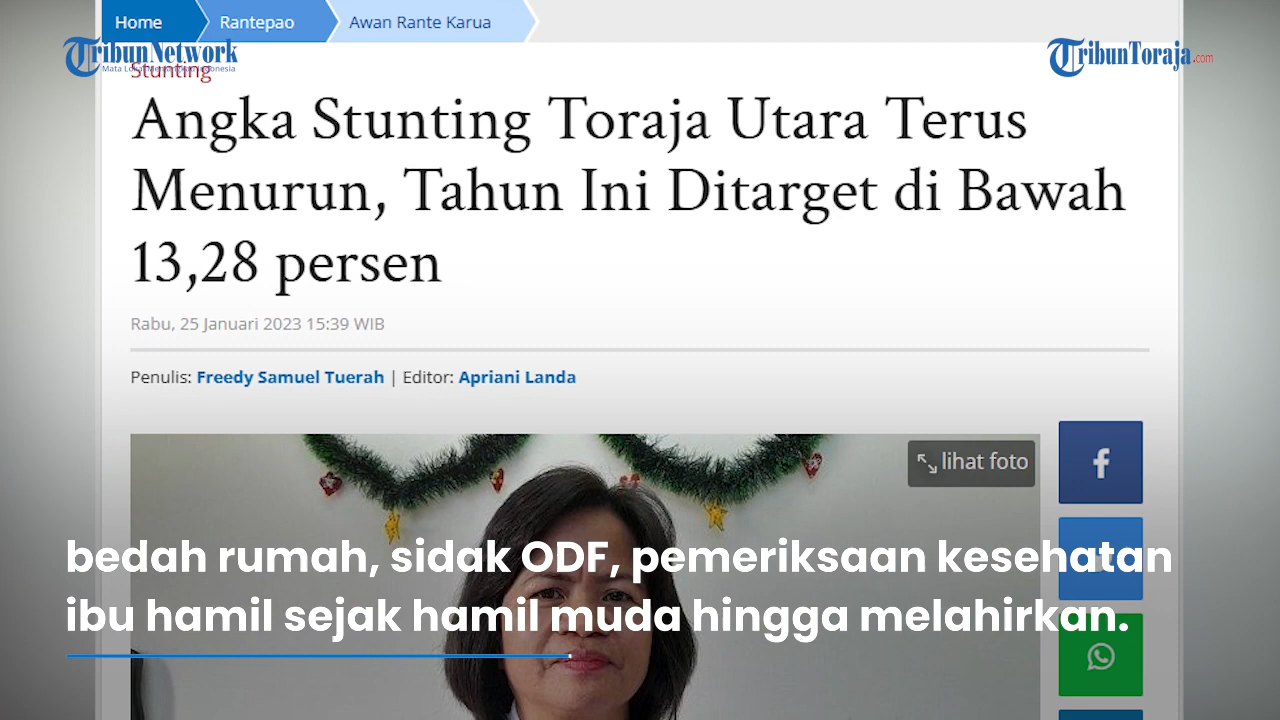 Home
Rantepao
Awan Rante Karua
TribunNetwork
TribunToraja.com
Stunting
Angka Stunting Toraja Utara Terus
Menurun, Tahun Ini Ditarget di Bawah
13,28 persen
Rabu, 25 Januari 2023 15:39 WIB
Penulis: Freedy Samuel Tuerah | Editor: Apriani Landa
lihat foto
bedah rumah, sidak ODF, pemeriksaan kesehatan
ibu hamil sejak hamil muda hingga melahirkan.